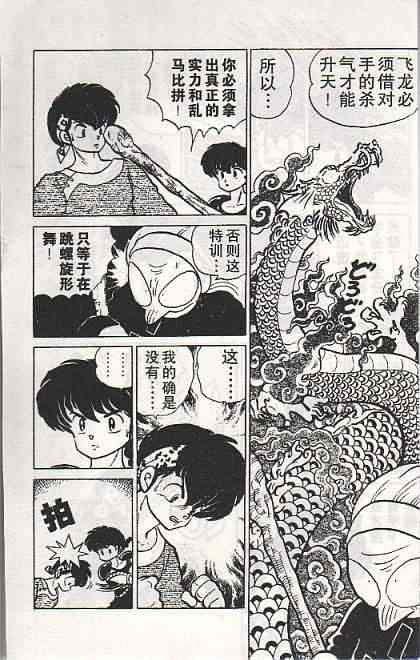 飞龙必
须借对
手的杀
气才能
升天！
所以…
どろどろ
你必须拿
出真正的
实力和乱
马比拼！
否则这
特训…
只等于在
跳螺旋形
舞！
这……
我的确是
没有……
………
………
拍